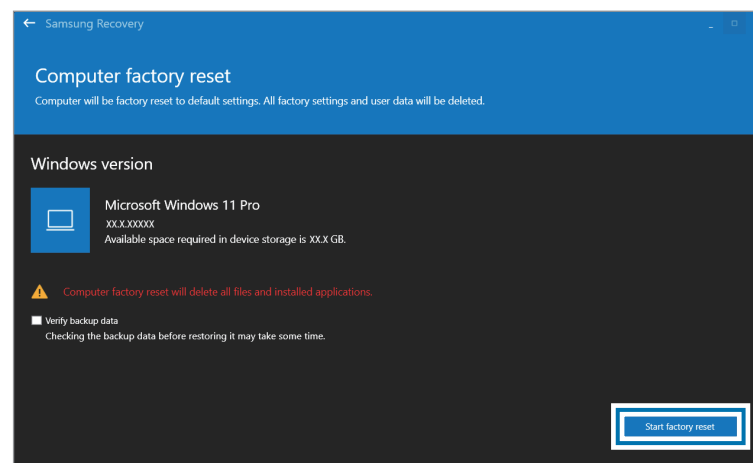 Samsung Recovery
Computer factory reset
Computer will be factory reset to default settings. All factory settings and user data will be deleted.
Windows version
Microsoft Windows 11 Pro
XX.X.XXXXX
Available space required in device storage is XX.X GB.
Computer factory reset will delete all files and installed applications.
Verify backup data
Checking the backup data before restoring it may take some time.
Start factory reset